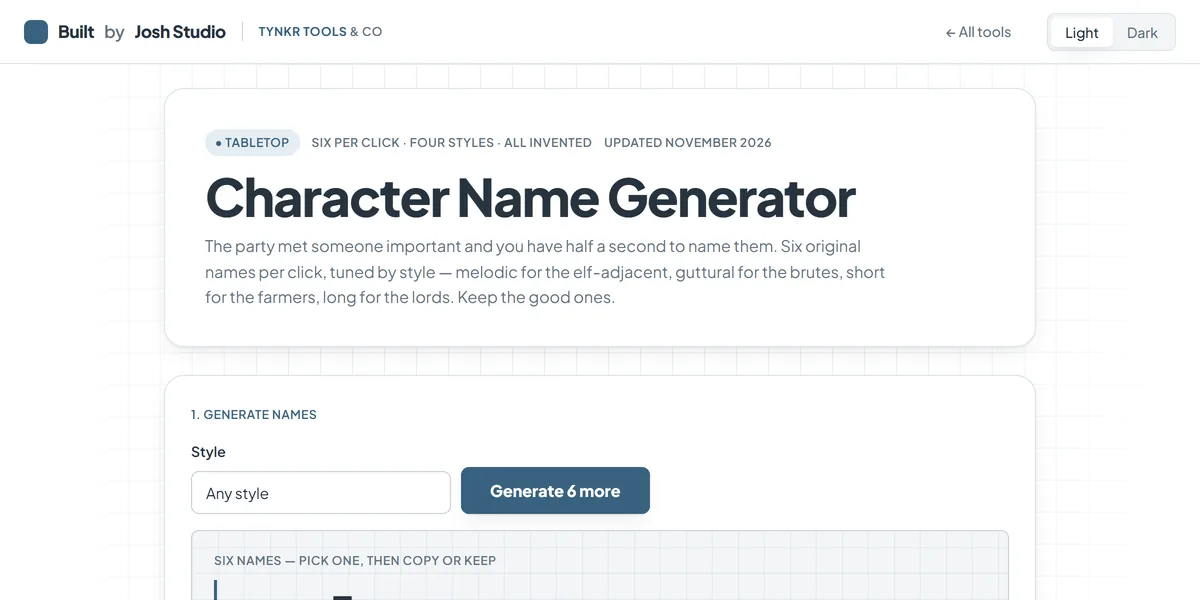 Built by Josh Studio TYNKR TOOLS & CO ← All tools Light Dark
• TABLETOP SIX PER CLICK · FOUR STYLES · ALL INVENTED UPDATED NOVEMBER 2026
Character Name Generator
The party met someone important and you have half a second to name them. Six original
names per click, tuned by style — melodic for the elf-adjacent, guttural for the brutes, short
for the farmers, long for the lords. Keep the good ones.
1. GENERATE NAMES
Style
Any style Generate 6 more
SIX NAMES — PICK ONE, THEN COPY OR KEEP